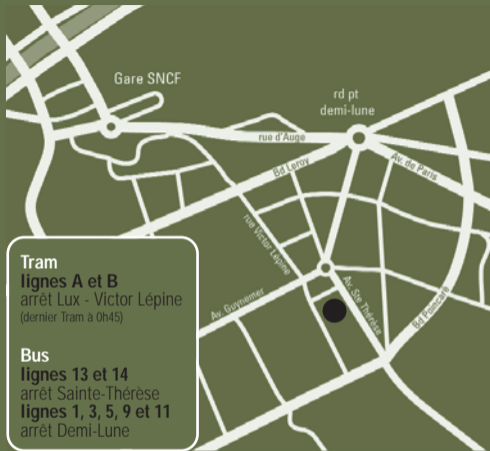 Gare SNCF
rd pt
demi-lune
rue d'Auge
Bd Leroy
Av. de Paris
rue Victor Lépine
Av. Guynemer
Av. Ste Thérèse
Bd Poincaré
Tram
lignes A et B
arrêt Lux - Victor Lépine
(dernier Tram à 0h45)
Bus
lignes 13 et 14
arrêt Sainte-Thérèse
lignes 1, 3, 5, 9 et 11
arrêt Demi-Lune